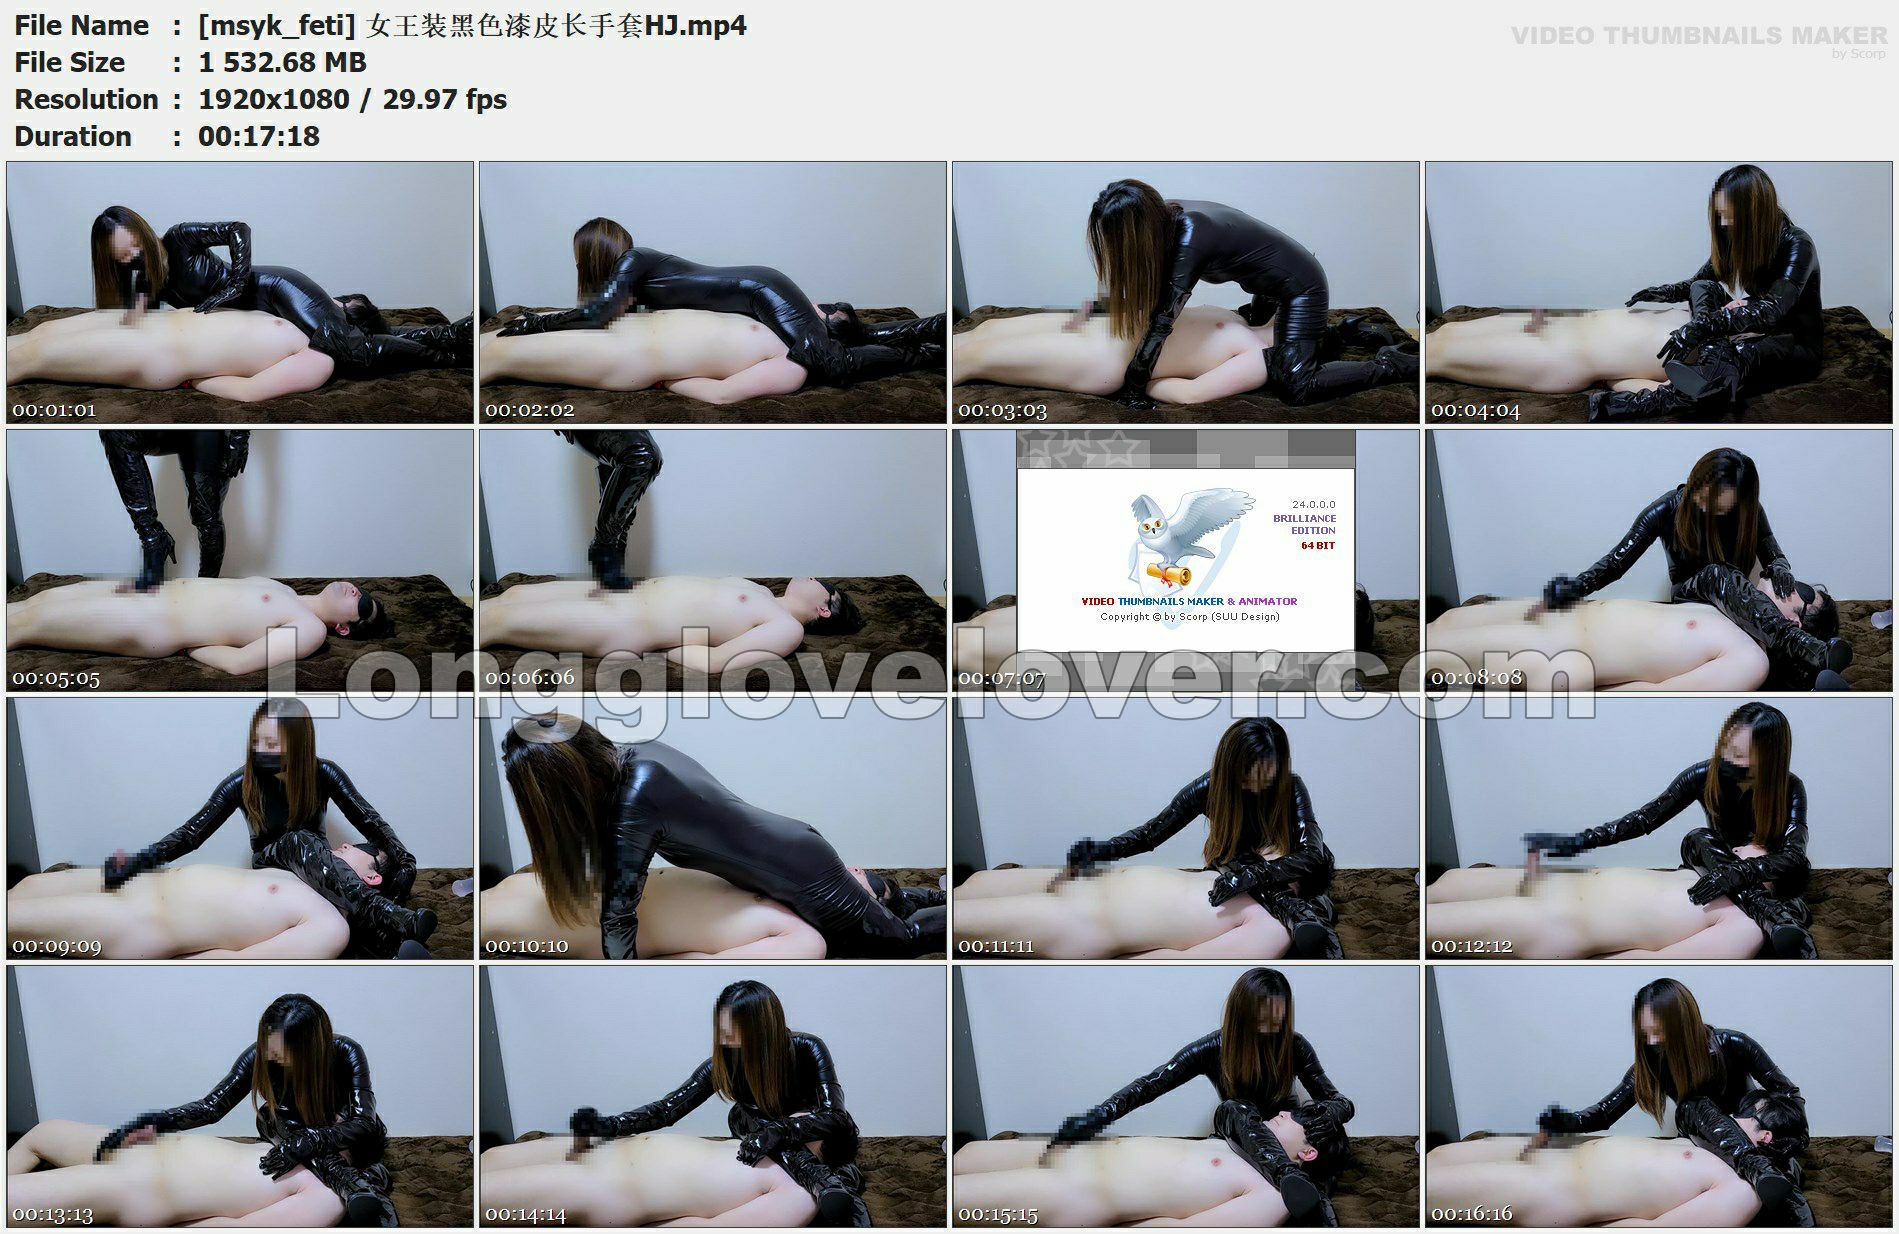 File Name : [msyk_feti] 女王装黑色漆皮长手套HJ.mp4
VIDEO THUMBNAILS MAKER
by Scorp
File Size : 1 532.68 MB
Resolution : 1920x1080 / 29.97 fps
Duration : 00:17:18
00:01:01
00:02:02
00:03:03
00:04:04
24.0.0.0
BRILLIANCE
EDITION
64 BIT
VIDEO THUMBNAILS MAKER & ANIMATOR
Copyright © by Scorp (SUU Design)
00:05:05
00:06:06
00:07:07
00:08:08
Longglovelover.com
00:09:09
00:10:10
00:11:11
00:12:12
00:13:13
00:14:14
00:15:15
00:16:16